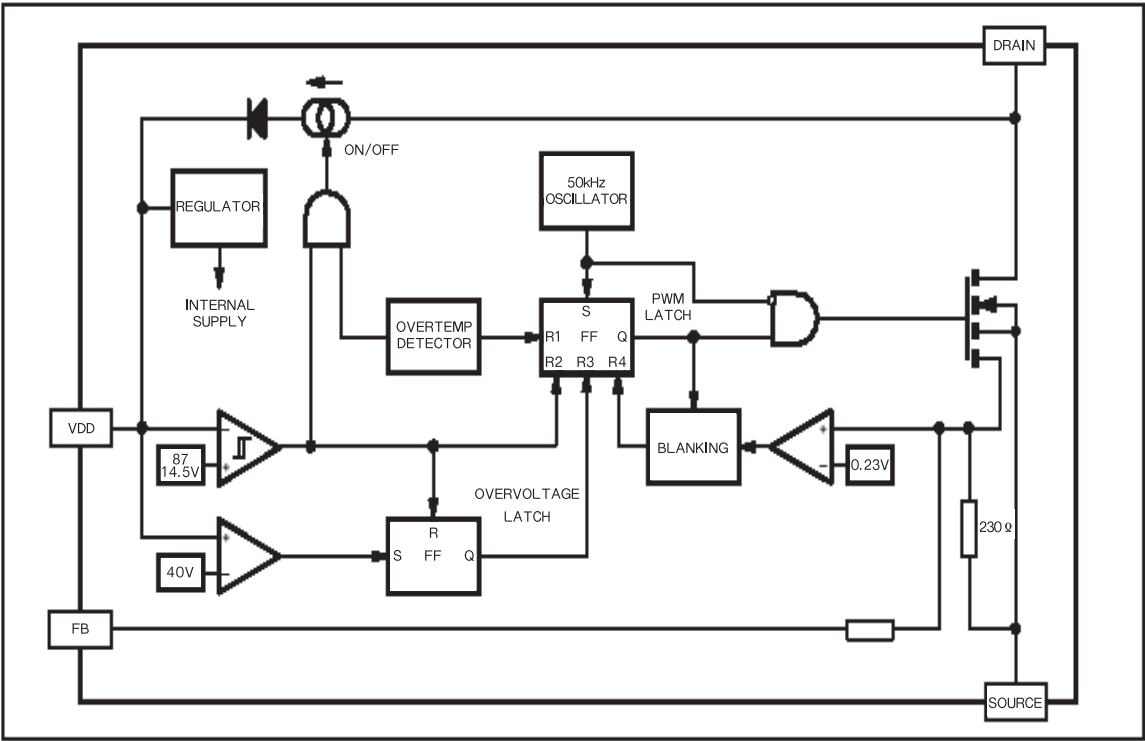 DRAIN
ON/OFF
50kHz
OSCILLATOR
REGULATOR
INTERNAL
SUPPLY
PWM
LATCH
OVERTEMP
DETECTOR
S
R1 FF Q
R2 R3 R4
VDD
87
14.5V
+
BLANKING
+
0.23V
OVERVOLTAGE
LATCH
R
S FF Q
230Ω
+
40V
FB
SOURCE